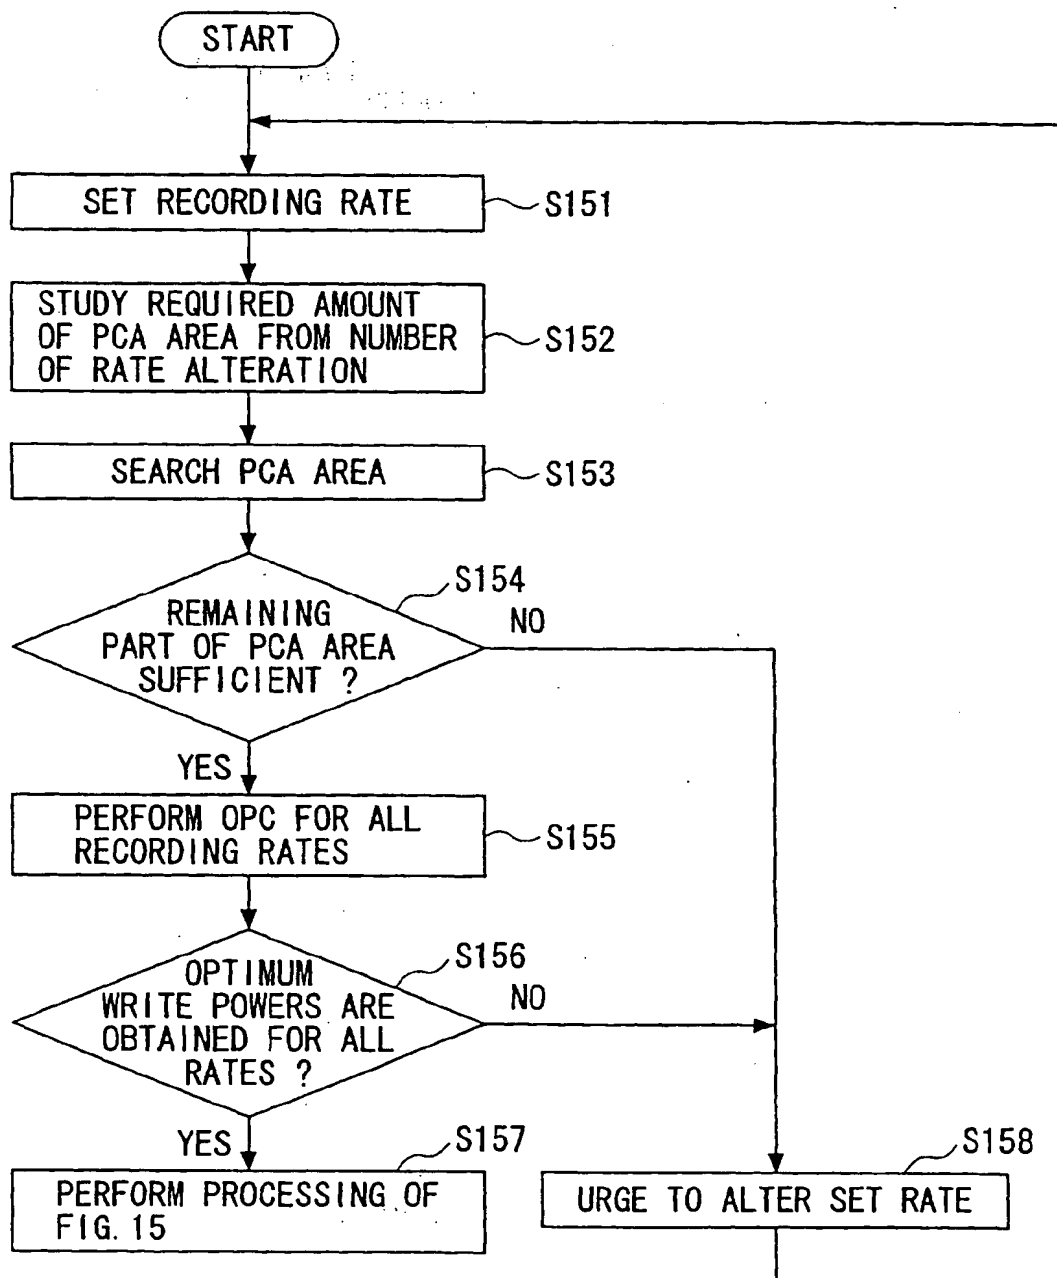 START
SET RECORDING RATE
S151
STUDY REQUIRED AMOUNT
OF PCA AREA FROM NUMBER
OF RATE ALTERATION
S152
SEARCH PCA AREA
S153
S154
REMAINING
PART OF PCA AREA
SUFFICIENT ?
NO
YES
PERFORM OPC FOR ALL
RECORDING RATES
S155
S156
OPTIMUM
WRITE POWERS ARE
OBTAINED FOR ALL
RATES ?
NO
YES
S157
PERFORM PROCESSING OF
FIG. 15
S158
URGE TO ALTER SET RATE